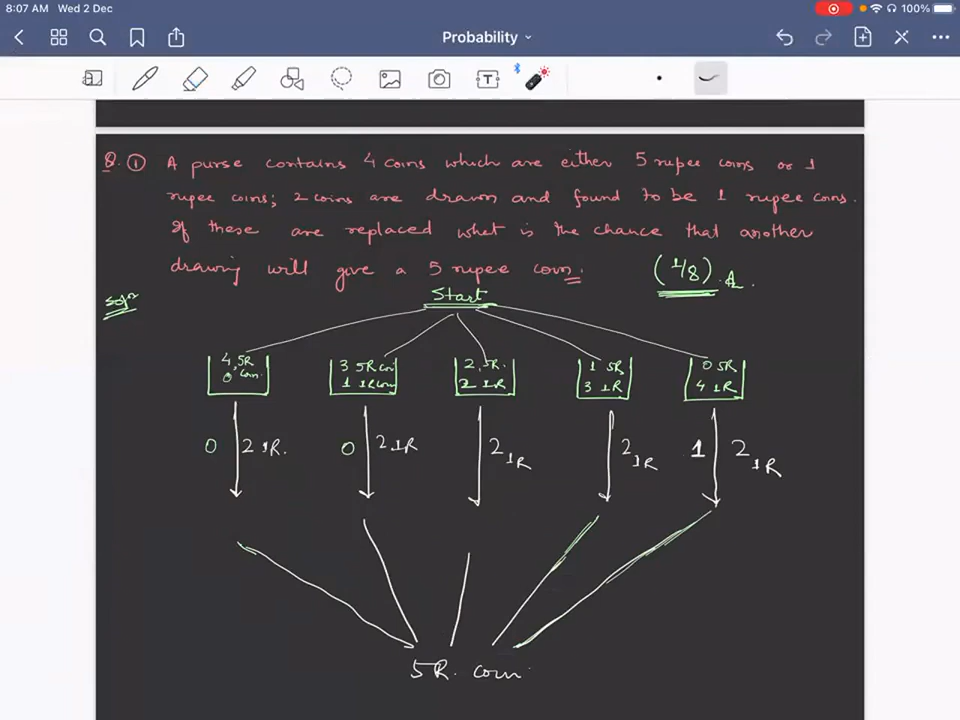 8:07 AM Wed 2 Dec
100%
Probability
Q. ① A purse contains 4 coins which are either 5 rupee coins or 1
rupee coins; 2 coins are drawn and found to be 1 rupee coins.
If these are replaced what is the chance that another
drawing will give a 5 rupee coin.
(1/8) A.
Soln
Start
4, 5R 3 5R coin 2, 5R. 1 5R 0 5R
0 coin. 1 1R coin 2 1R 3 1R 4 1R
0 2 1R. 0 2 1R 2 1R 2 1R 1 2 1R
5R. coin